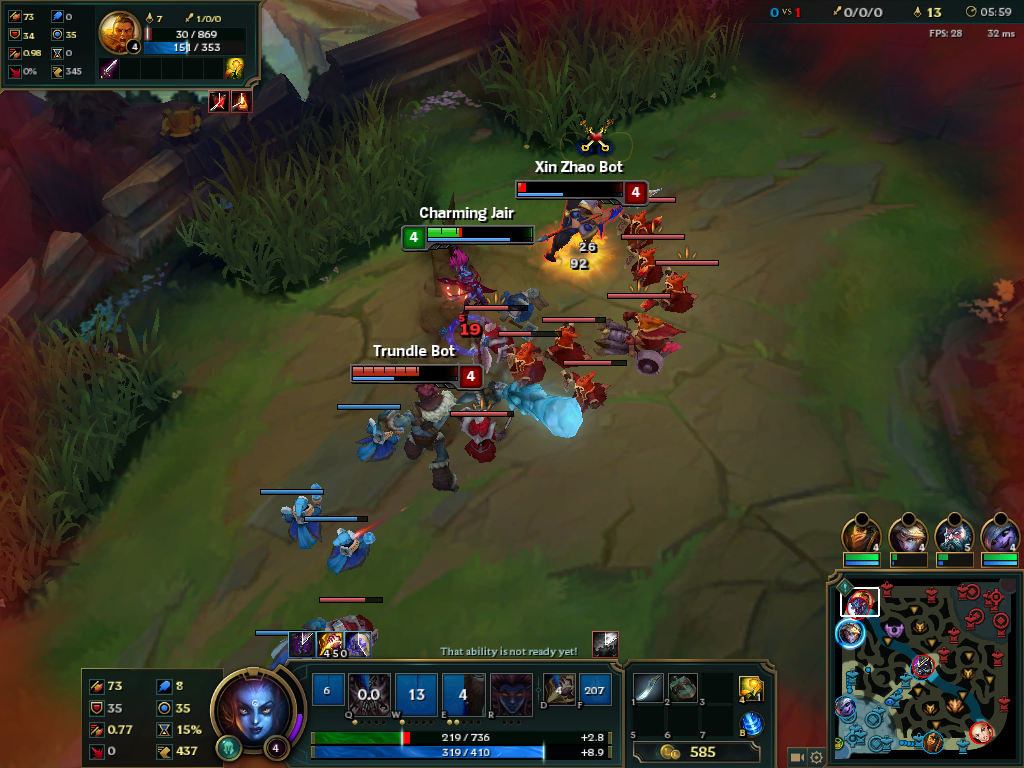 73 0 7 1/0/0
34 35 30 / 869
0.98 0 151 / 353
0% 345 4
0 vs 1 0/0/0 13 05:59
FPS: 28 32 ms
Xin Zhao Bot
4
Charming Jair
4
26
92
19
Trundle Bot
4
4 4 5 4
450
That ability is not ready yet!
73 8
35 35
0.77 15%
0 437
4
6 0.0 13 4 4 207
Q W E R D F
219 / 736 +2.8
319 / 410 +8.9
1 2 3 4 1
5 6 7 B
585